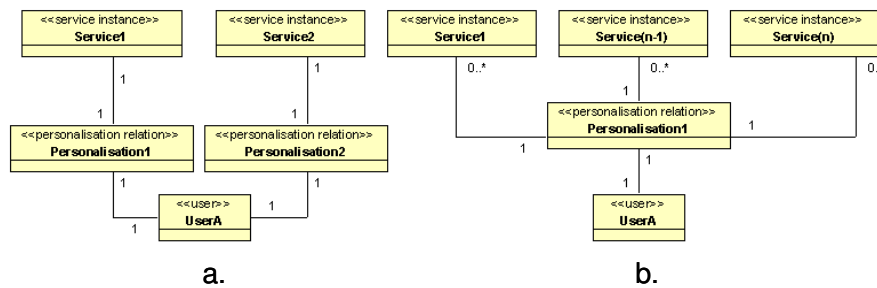 <<service instance>>
Service1
<<service instance>>
Service2
1
1
1
1
<<personalisation relation>>
Personalisation1
<<personalisation relation>>
Personalisation2
1
1
1
1
<<user>>
UserA
a.
<<service instance>>
Service1
<<service instance>>
Service(n-1)
<<service instance>>
Service(n)
0..*
0..*
0..
1
<<personalisation relation>>
Personalisation1
1
1
1
1
<<user>>
UserA
b.